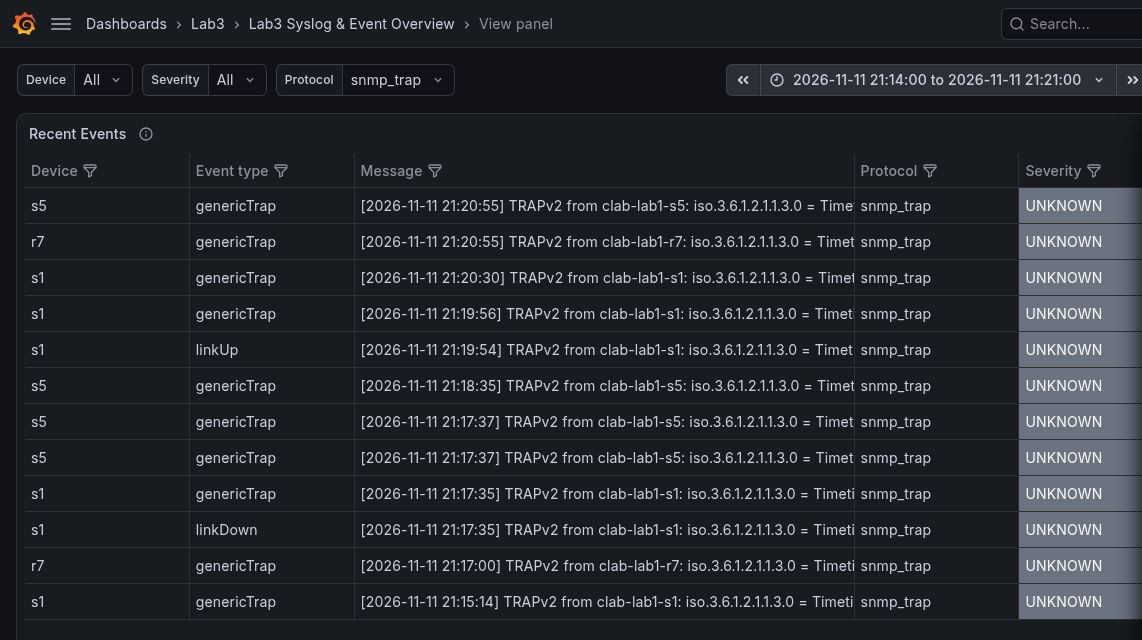 Dashboards › Lab3 › Lab3 Syslog & Event Overview › View panel Search...
Device All Severity All Protocol snmp_trap 2026-11-11 21:14:00 to 2026-11-11 21:21:00
Recent Events
Device Event type Message Protocol Severity
s5 genericTrap [2026-11-11 21:20:55] TRAPv2 from clab-lab1-s5: iso.3.6.1.2.1.1.3.0 = Timet snmp_trap UNKNOWN
r7 genericTrap [2026-11-11 21:20:55] TRAPv2 from clab-lab1-r7: iso.3.6.1.2.1.1.3.0 = Timet snmp_trap UNKNOWN
s1 genericTrap [2026-11-11 21:20:30] TRAPv2 from clab-lab1-s1: iso.3.6.1.2.1.1.3.0 = Timet snmp_trap UNKNOWN
s1 genericTrap [2026-11-11 21:19:56] TRAPv2 from clab-lab1-s1: iso.3.6.1.2.1.1.3.0 = Timeti snmp_trap UNKNOWN
s1 linkUp [2026-11-11 21:19:54] TRAPv2 from clab-lab1-s1: iso.3.6.1.2.1.1.3.0 = Timeti snmp_trap UNKNOWN
s5 genericTrap [2026-11-11 21:18:35] TRAPv2 from clab-lab1-s5: iso.3.6.1.2.1.1.3.0 = Timet snmp_trap UNKNOWN
s5 genericTrap [2026-11-11 21:17:37] TRAPv2 from clab-lab1-s5: iso.3.6.1.2.1.1.3.0 = Timeti snmp_trap UNKNOWN
s5 genericTrap [2026-11-11 21:17:37] TRAPv2 from clab-lab1-s5: iso.3.6.1.2.1.1.3.0 = Timeti snmp_trap UNKNOWN
s1 genericTrap [2026-11-11 21:17:35] TRAPv2 from clab-lab1-s1: iso.3.6.1.2.1.1.3.0 = Timeti snmp_trap UNKNOWN
s1 linkDown [2026-11-11 21:17:35] TRAPv2 from clab-lab1-s1: iso.3.6.1.2.1.1.3.0 = Timeti snmp_trap UNKNOWN
r7 genericTrap [2026-11-11 21:17:00] TRAPv2 from clab-lab1-r7: iso.3.6.1.2.1.1.3.0 = Timeti snmp_trap UNKNOWN
s1 genericTrap [2026-11-11 21:15:14] TRAPv2 from clab-lab1-s1: iso.3.6.1.2.1.1.3.0 = Timeti snmp_trap UNKNOWN